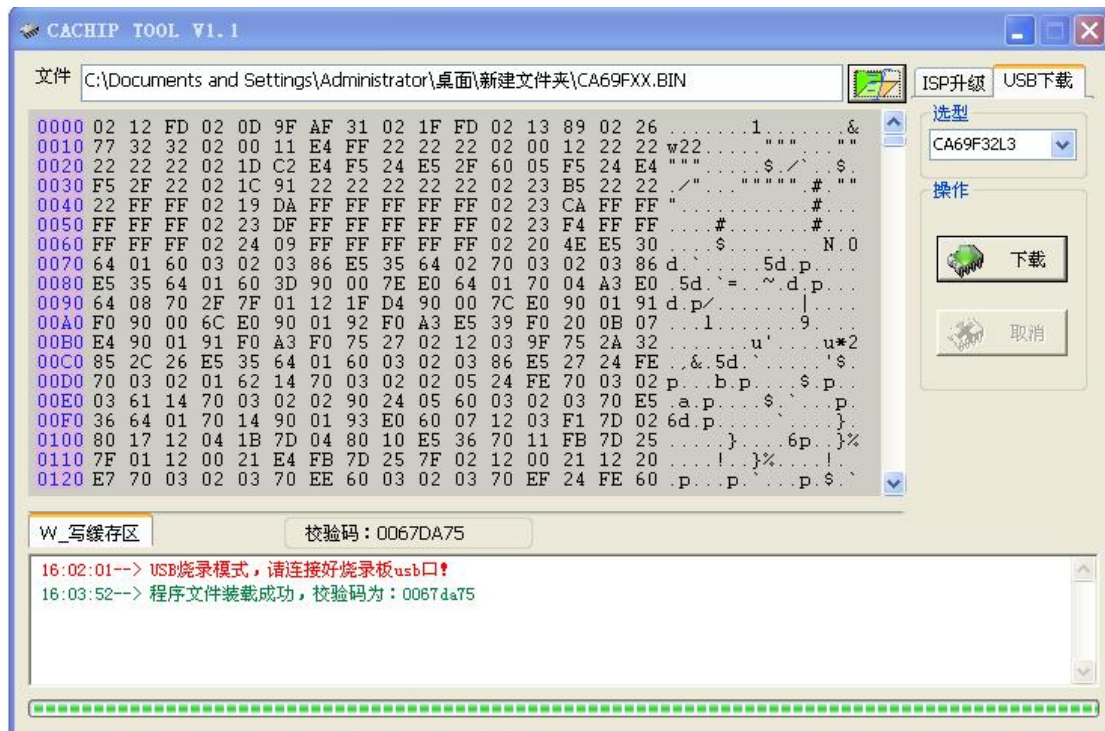 CACHIP TOOL V1.1
文件 C:\Documents and Settings\Administrator\桌面\新建文件夹\CA69FXX.BIN
ISP升级 USB下载
选型
CA69F32L3
操作
下载
取消
0000 02 12 FD 02 0D 9F AF 31 02 1F FD 02 13 89 02 26 .......1.......&
0010 77 32 32 02 00 11 E4 FF 22 22 22 02 00 12 22 22 w22....."""...""
0020 22 22 22 02 1D C2 E4 F5 24 E5 2F 60 05 F5 24 E4 """.....$./`..$.
0030 F5 2F 22 02 1C 91 22 22 22 22 22 02 23 B5 22 22 ./"...""""".#.""
0040 22 FF FF 02 19 DA FF FF FF FF FF 02 23 CA FF FF "...........#...
0050 FF FF FF 02 23 DF FF FF FF FF FF 02 23 F4 FF FF ....#.......#...
0060 FF FF FF 02 24 09 FF FF FF FF FF 02 20 4E E5 30 ....$....... N.0
0070 64 01 60 03 02 03 86 E5 35 64 02 70 03 02 03 86 d.`.....5d.p....
0080 E5 35 64 01 60 3D 90 00 7E E0 64 01 70 04 A3 E0 .5d.`=..~.d.p...
0090 64 08 70 2F 7F 01 12 1F D4 90 00 7C E0 90 01 91 d.p/.......|....
00A0 F0 90 00 6C E0 90 01 92 F0 A3 E5 39 F0 20 0B 07 ...l.......9. ..
00B0 E4 90 01 91 F0 A3 F0 75 27 02 12 03 9F 75 2A 32 .......u'....u*2
00C0 85 2C 26 E5 35 64 01 60 03 02 03 86 E5 27 24 FE .,&.5d.`.....'$.
00D0 70 03 02 01 62 14 70 03 02 02 05 24 FE 70 03 02 p...b.p....$.p..
00E0 03 61 14 70 03 02 02 90 24 05 60 03 02 03 70 E5 .a.p....$.`...p.
00F0 36 64 01 70 14 90 01 93 E0 60 07 12 03 F1 7D 02 6d.p.....`....}.
0100 80 17 12 04 1B 7D 04 80 10 E5 36 70 11 FB 7D 25 .....}....6p..}%
0110 7F 01 12 00 21 E4 FB 7D 25 7F 02 12 00 21 12 20 ....!..}%....!. 
0120 E7 70 03 02 03 70 EE 60 03 02 03 70 EF 24 FE 60 .p...p.`...p.$.`
W_写缓存区 校验码：0067DA75
16:02:01--> USB烧录模式，请连接好烧录板usb口！
16:03:52--> 程序文件装载成功，校验码为：0067da75